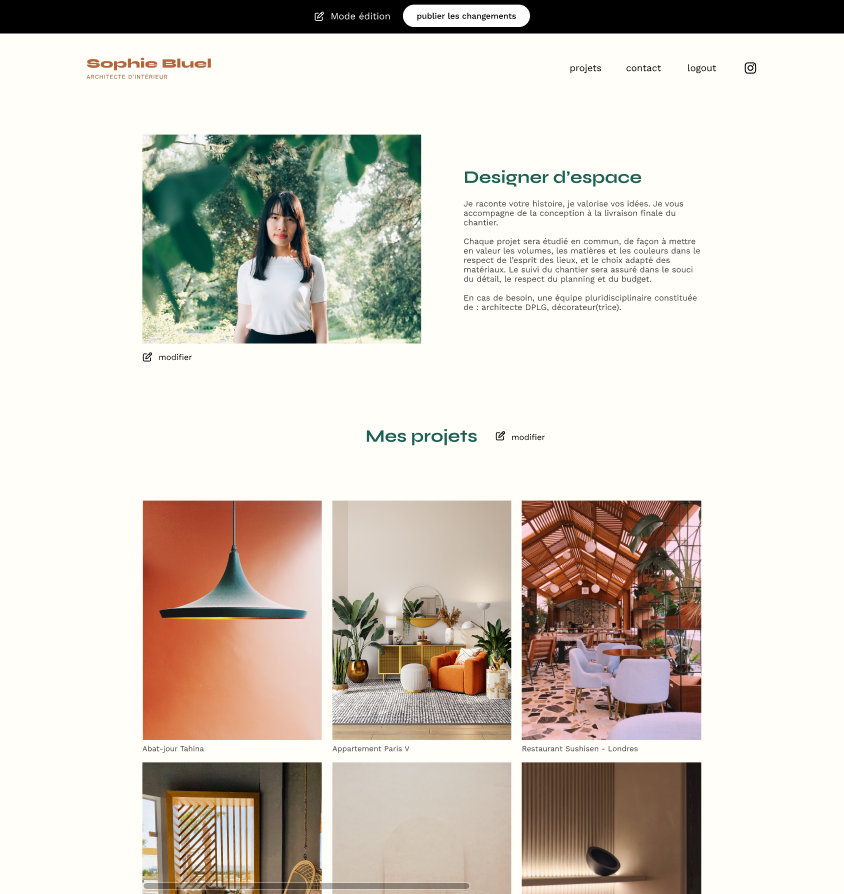 Mode édition
publier les changements
Sophie Bluel
ARCHITECTE D'INTÉRIEUR
projets
contact
logout
Designer d'espace
Je raconte votre histoire, je valorise vos idées. Je vous
accompagne de la conception à la livraison finale du
chantier.
Chaque projet sera étudié en commun, de façon à mettre
en valeur les volumes, les matières et les couleurs dans le
respect de l'esprit des lieux, et le choix adapté des
matériaux. Le suivi du chantier sera assuré dans le souci
du détail, le respect du planning et du budget.
En cas de besoin, une équipe pluridisciplinaire constituée
de : architecte DPLG, décorateur(trice).
modifier
Mes projets
modifier
Abat-jour Tahina
Appartement Paris V
Restaurant Sushisen - Londres